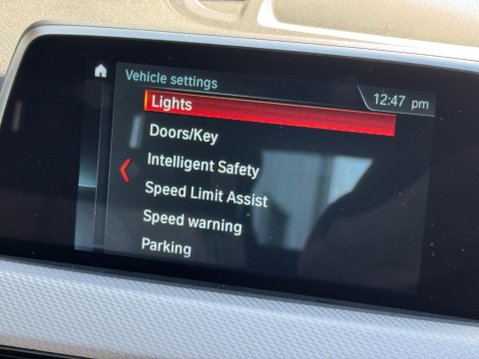 Vehicle settings
12:47 pm
Lights
Doors/Key
Intelligent Safety
Speed Limit Assist
Speed warning
Parking